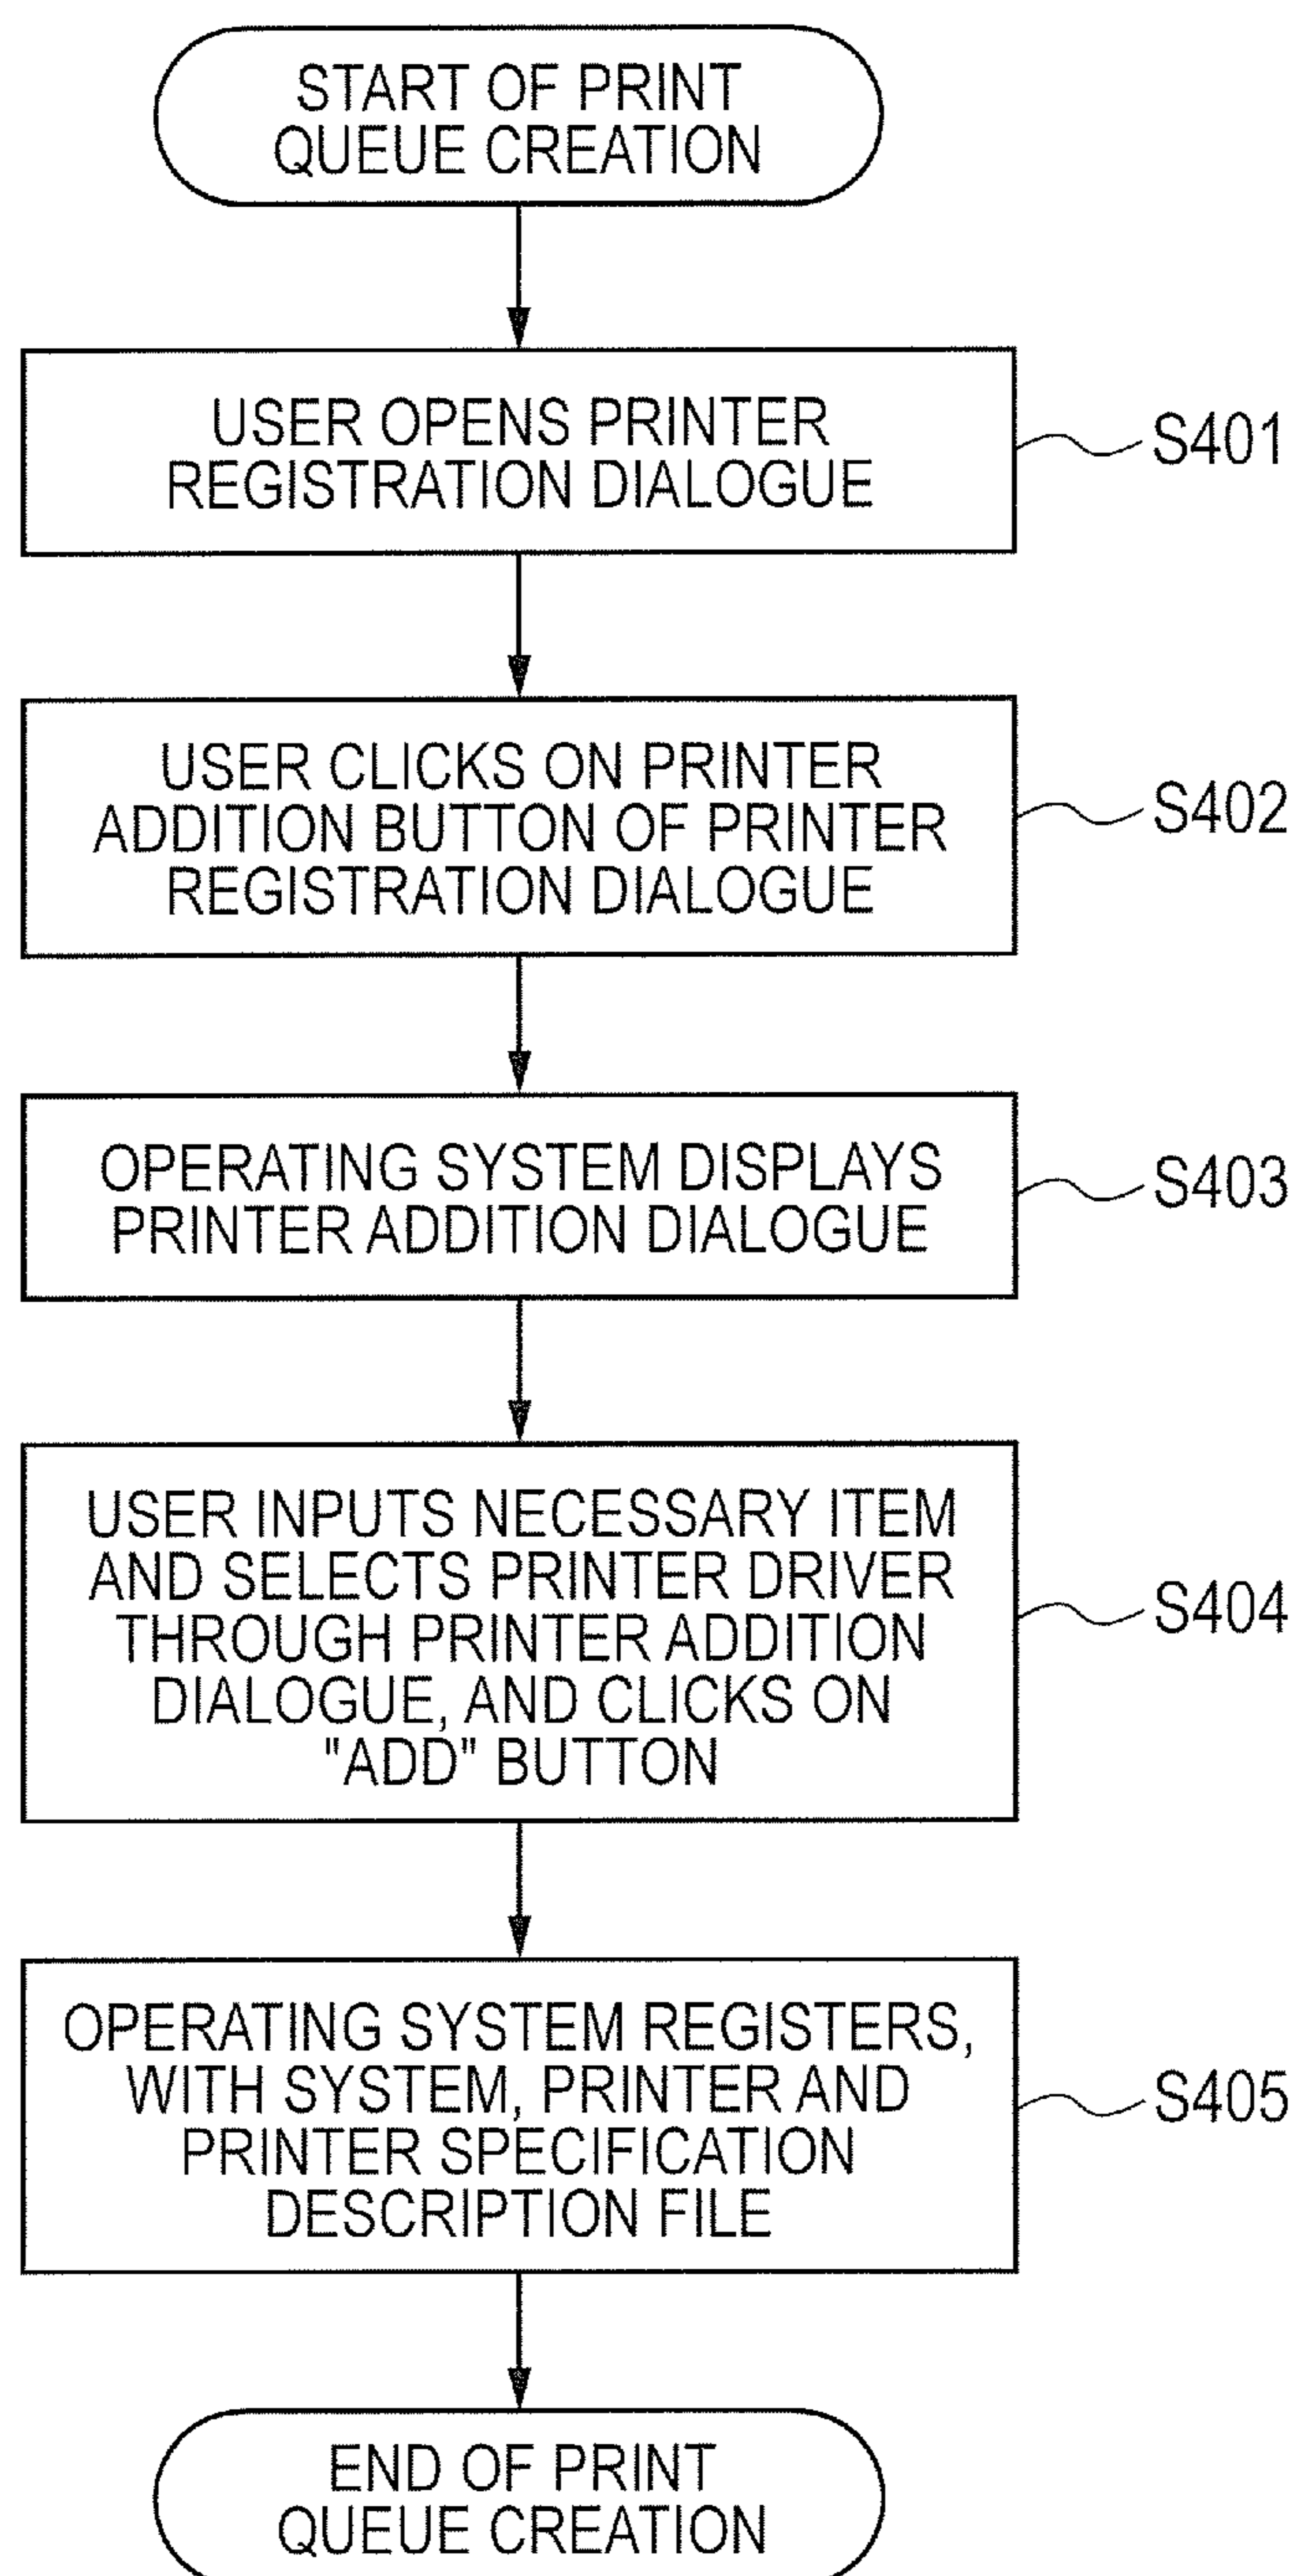 START OF PRINT
QUEUE CREATION
USER OPENS PRINTER
REGISTRATION DIALOGUE
S401
USER CLICKS ON PRINTER
ADDITION BUTTON OF PRINTER
REGISTRATION DIALOGUE
S402
OPERATING SYSTEM DISPLAYS
PRINTER ADDITION DIALOGUE
S403
USER INPUTS NECESSARY ITEM
AND SELECTS PRINTER DRIVER
THROUGH PRINTER ADDITION
DIALOGUE, AND CLICKS ON
"ADD" BUTTON
S404
OPERATING SYSTEM REGISTERS,
WITH SYSTEM, PRINTER AND
PRINTER SPECIFICATION
DESCRIPTION FILE
S405
END OF PRINT
QUEUE CREATION